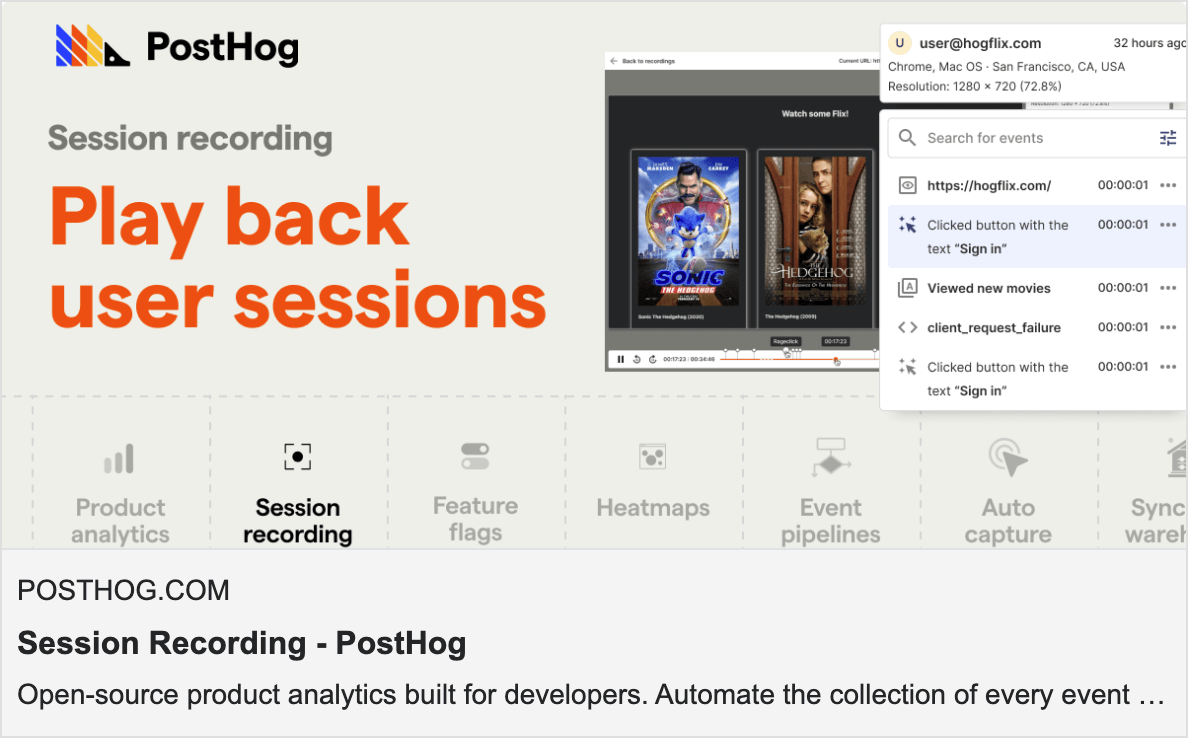 PostHog
Session recording
Play back
user sessions
Back to recordings
Current URL: htt
Watch some Flix!
SONIC
THE HEDGEHOG
THE
HEDGEHOG
Sonic The Hedgehog (2020)
The Hedgehog (2009)
Rageclick
00:17:23
00:17:23 | 00:34:46
U
user@hogflix.com
32 hours ago
Chrome, Mac OS · San Francisco, CA, USA
Resolution: 1280 × 720 (72.8%)
Search for events
https://hogflix.com/
00:00:01
Clicked button with the
text “Sign in”
00:00:01
Viewed new movies
00:00:01
client_request_failure
00:00:01
Clicked button with the
text “Sign in”
00:00:01
Product
analytics
Session
recording
Feature
flags
Heatmaps
Event
pipelines
Auto
capture
Sync
wareh
POSTHOG.COM
Session Recording - PostHog
Open-source product analytics built for developers. Automate the collection of every event …